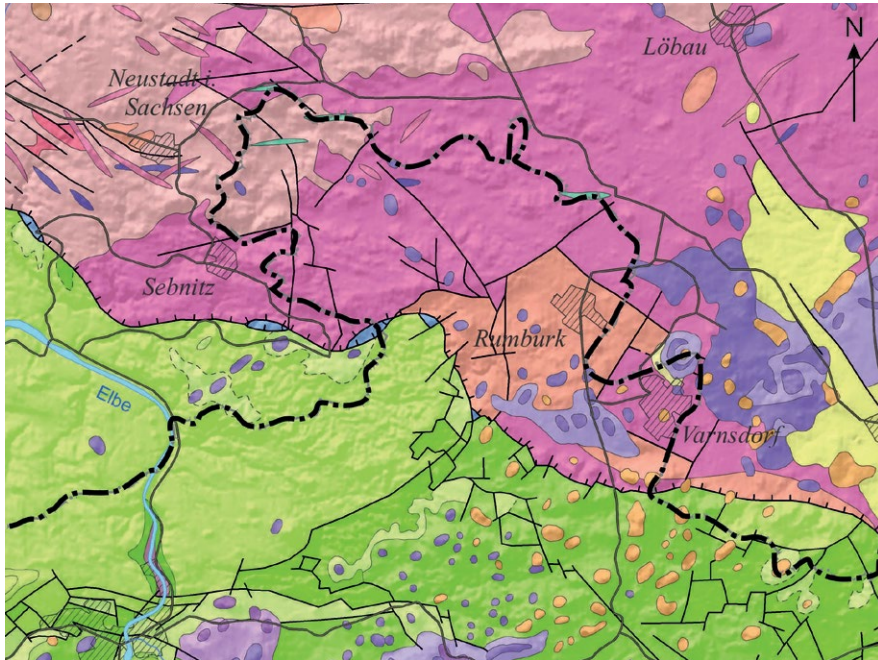 N
Löbau
Neustadt i.
Sachsen
Sebnitz
Rumburk
Elbe
Varnsdorf